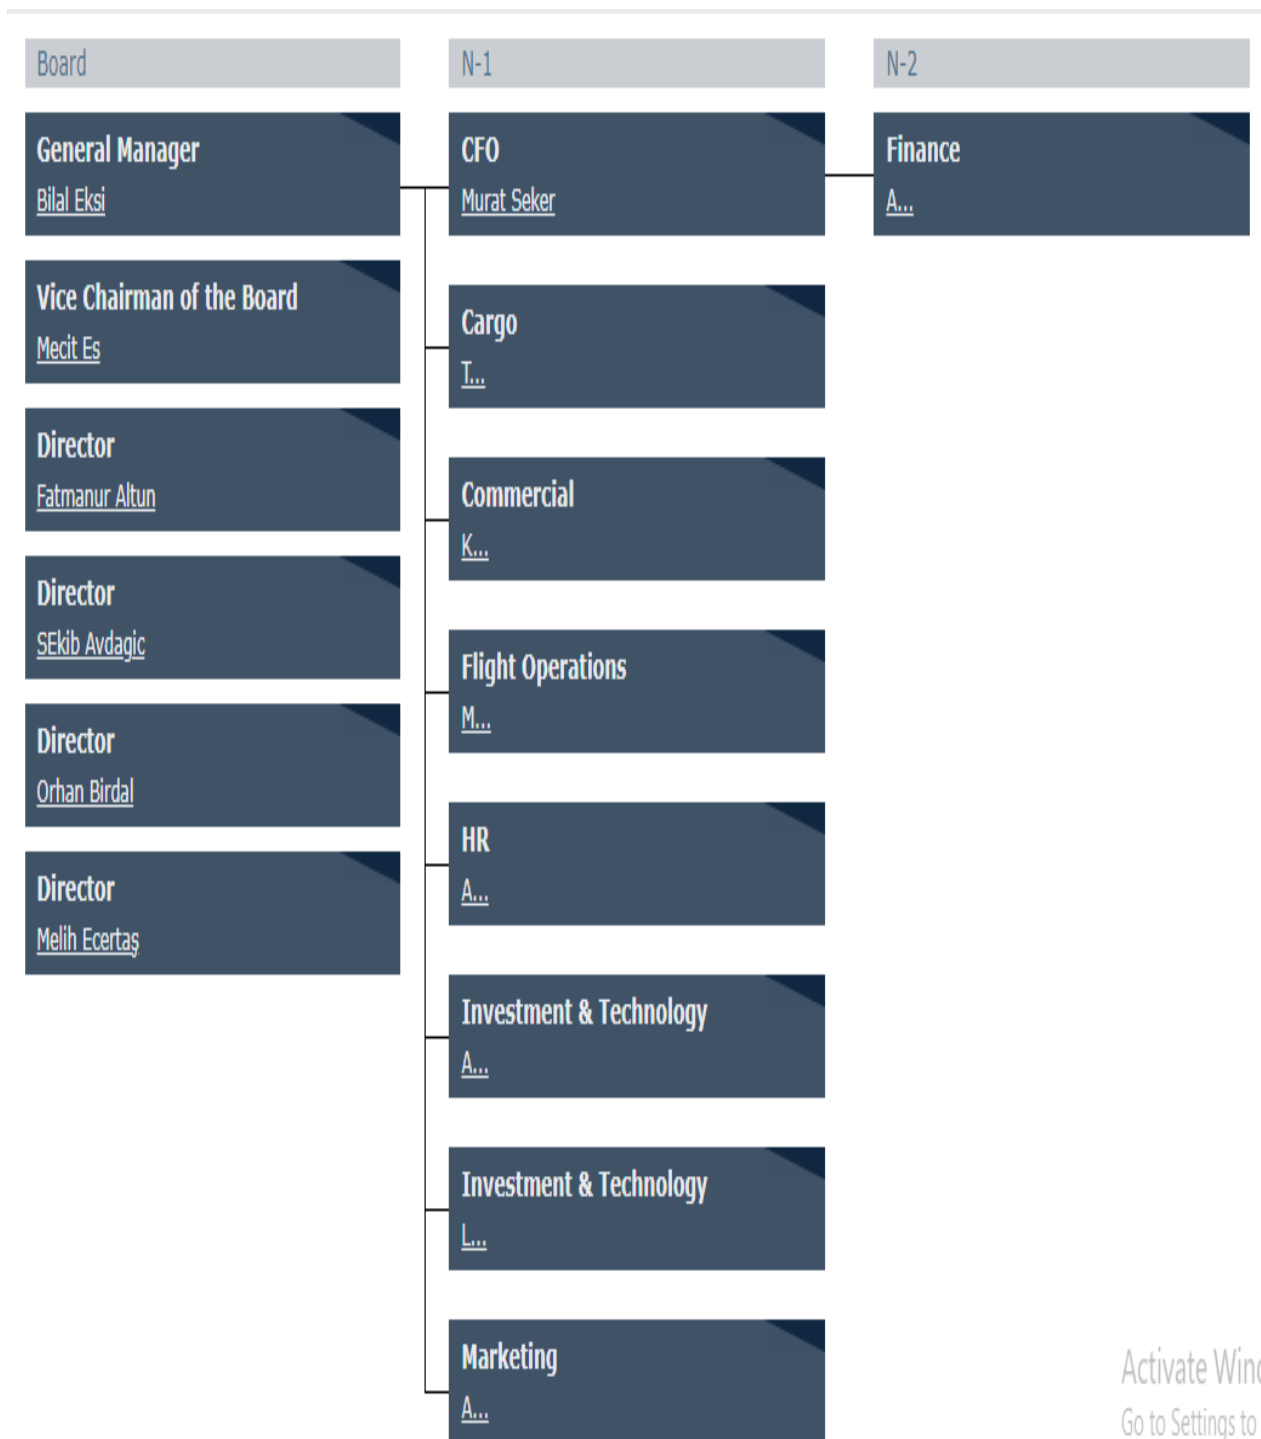 Board
General Manager
Bilal Eksi
Vice Chairman of the Board
Mecit Es
Director
Fatmanur Altun
Director
SEkib Avdagic
Director
Orhan Birdal
Director
Melih Ecertaş
N-1
CFO
Murat Seker
Cargo
T...
Commercial
K...
Flight Operations
M...
HR
A...
Investment & Technology
A...
Investment & Technology
L...
Marketing
A...
N-2
Finance
A...
Activate
Go to Settings to